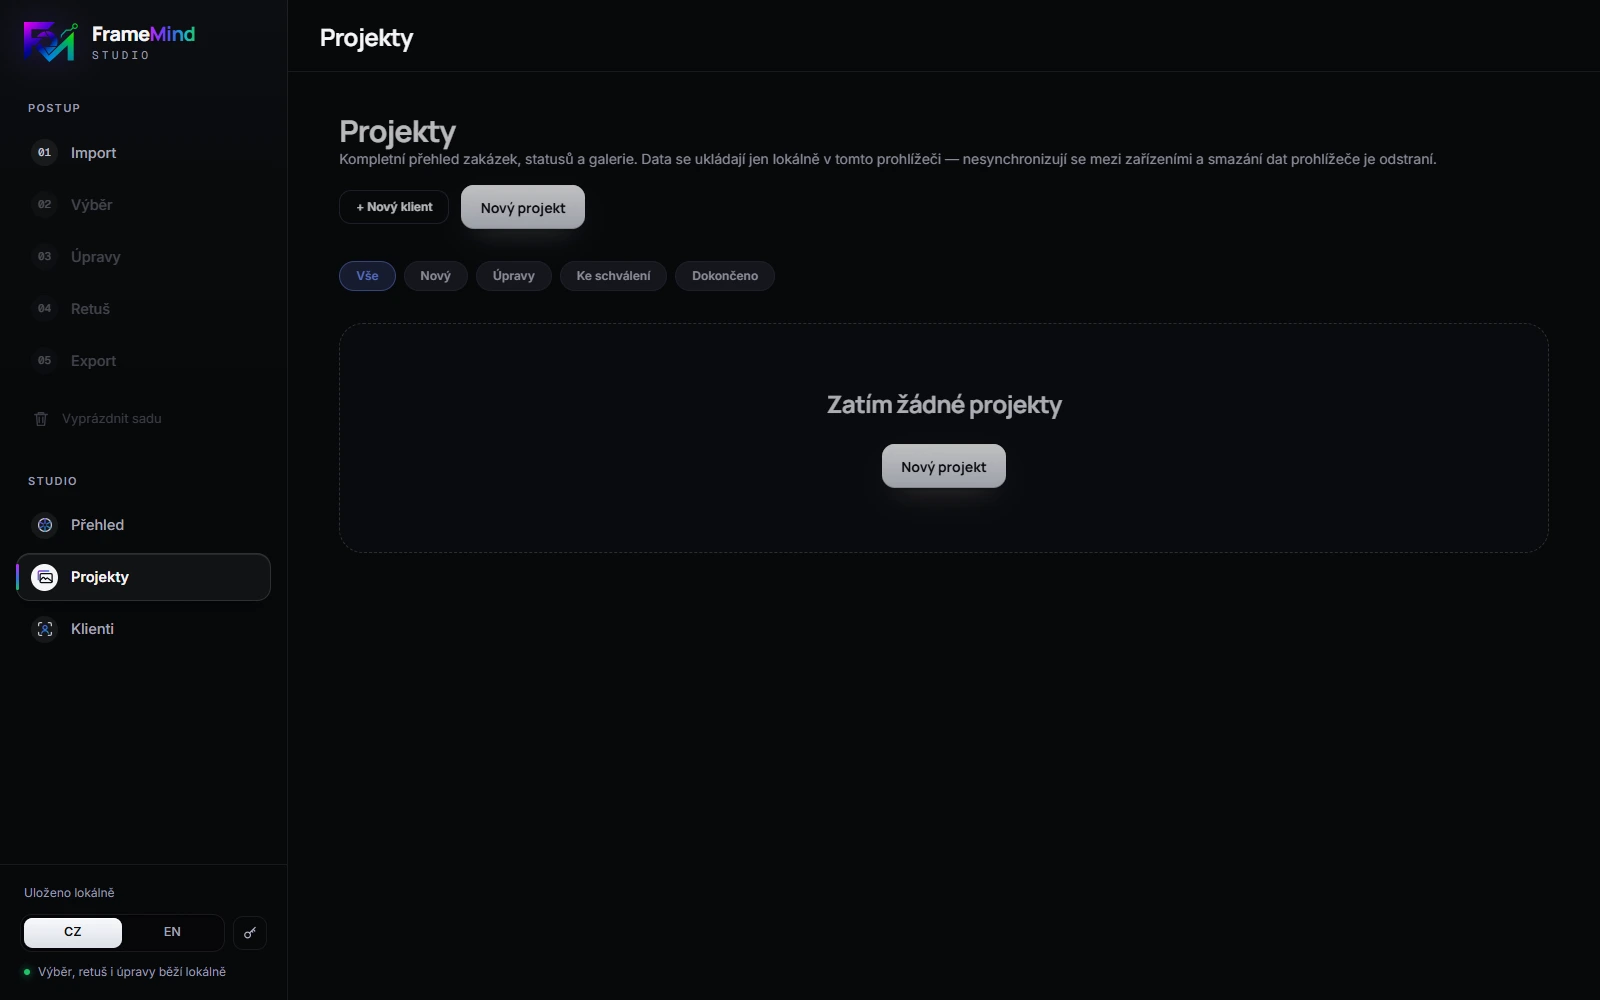 FrameMind
STUDIO
POSTUP
01 Import
02 Výběr
03 Úpravy
04 Retuš
05 Export
Vyprázdnit sadu
STUDIO
Přehled
Projekty
Klienti
Uloženo lokálně
CZ EN
Výběr, retuš i úpravy běží lokálně
Projekty
Projekty
Kompletní přehled zakázek, statusů a galerie. Data se ukládají jen lokálně v tomto prohlížeči — nesynchronizují se mezi zařízeními a smazání dat prohlížeče je odstraní.
+ Nový klient Nový projekt
Vše Nový Úpravy Ke schválení Dokončeno
Zatím žádné projekty
Nový projekt